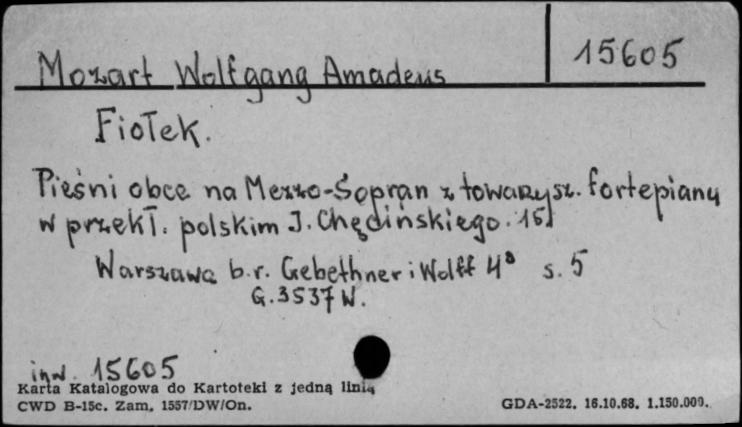 Mozart Wolfgang Amadeus 15605
Fiołek.
Pieśni obce na Mezzo-Sopran z towarzysz. fortepianu
w przekł. polskim J. Chęcińskiego. 15/
Warszawa b.r. Gebethner i Wolff 4° s. 5
G. 3537 W.
inw. 15605
Karta Katalogowa do Kartoteki z jedną linią
CWD B-15c. Zam. 1557/DW/On. GDA-2522. 16.10.68. 1.150.000.